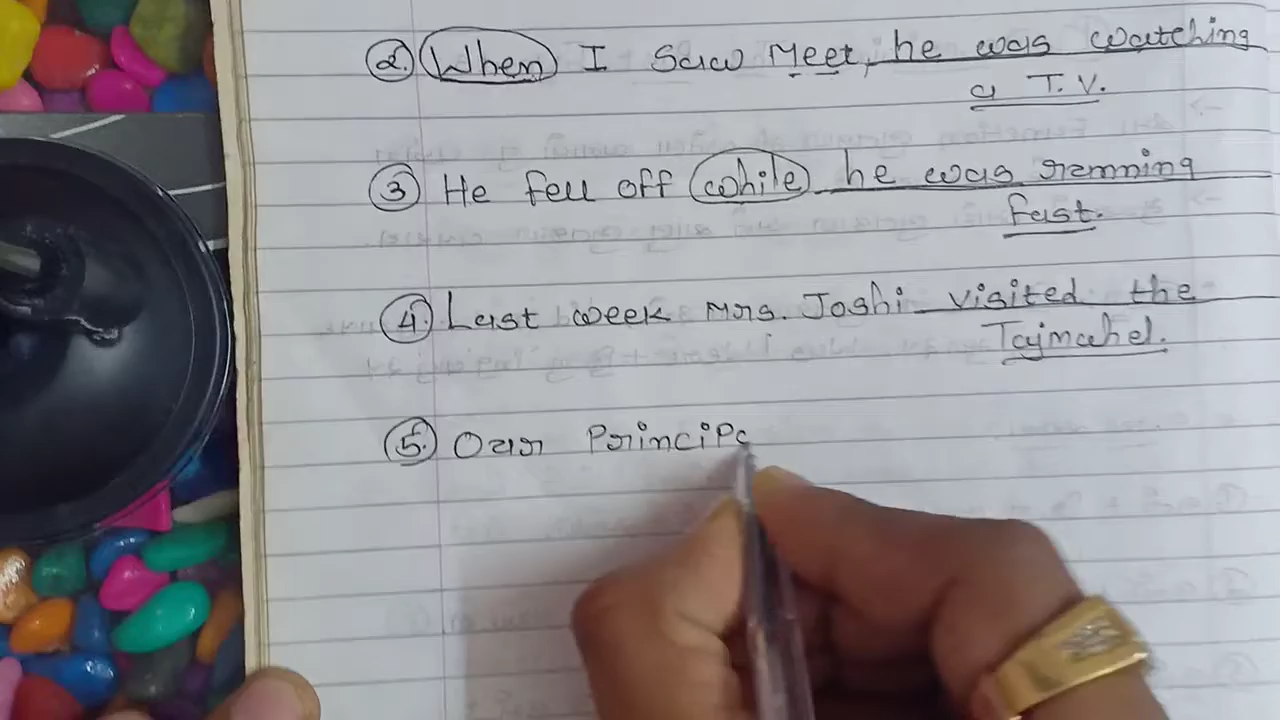 2. When I saw Meet, he was watching
a T.V.
3 He fell off while he was running
fast.
4. Last week Mrs. Joshi visited the
Tajmahel.
5. Our Principa